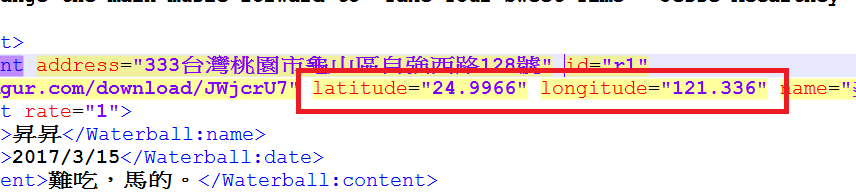 t>
nt address="333台灣桃園市龜山區自強西路128號" id="r1"
gur.com/download/JWjcrU7" latitude="24.9966" longitude="121.336" name="
t rate="1">
>昇昇</Waterball:name>
>2017/3/15</Waterball:date>
ent>難吃，馬的。</Waterball:content>